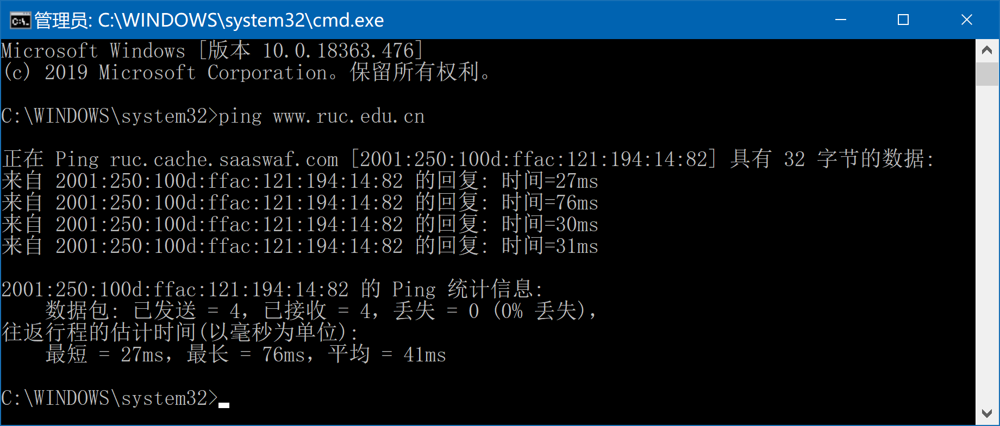 管理员: C:\WINDOWS\system32\cmd.exe
Microsoft Windows [版本 10.0.18363.476]
(c) 2019 Microsoft Corporation。保留所有权利。
C:\WINDOWS\system32>ping www.ruc.edu.cn
正在 Ping ruc.cache.saaswaf.com [2001:250:100d:ffac:121:194:14:82] 具有 32 字节的数据:
来自 2001:250:100d:ffac:121:194:14:82 的回复: 时间=27ms
来自 2001:250:100d:ffac:121:194:14:82 的回复: 时间=76ms
来自 2001:250:100d:ffac:121:194:14:82 的回复: 时间=30ms
来自 2001:250:100d:ffac:121:194:14:82 的回复: 时间=31ms
2001:250:100d:ffac:121:194:14:82 的 Ping 统计信息:
    数据包: 已发送 = 4，已接收 = 4，丢失 = 0 (0% 丢失)，
往返行程的估计时间(以毫秒为单位):
    最短 = 27ms，最长 = 76ms，平均 = 41ms
C:\WINDOWS\system32>